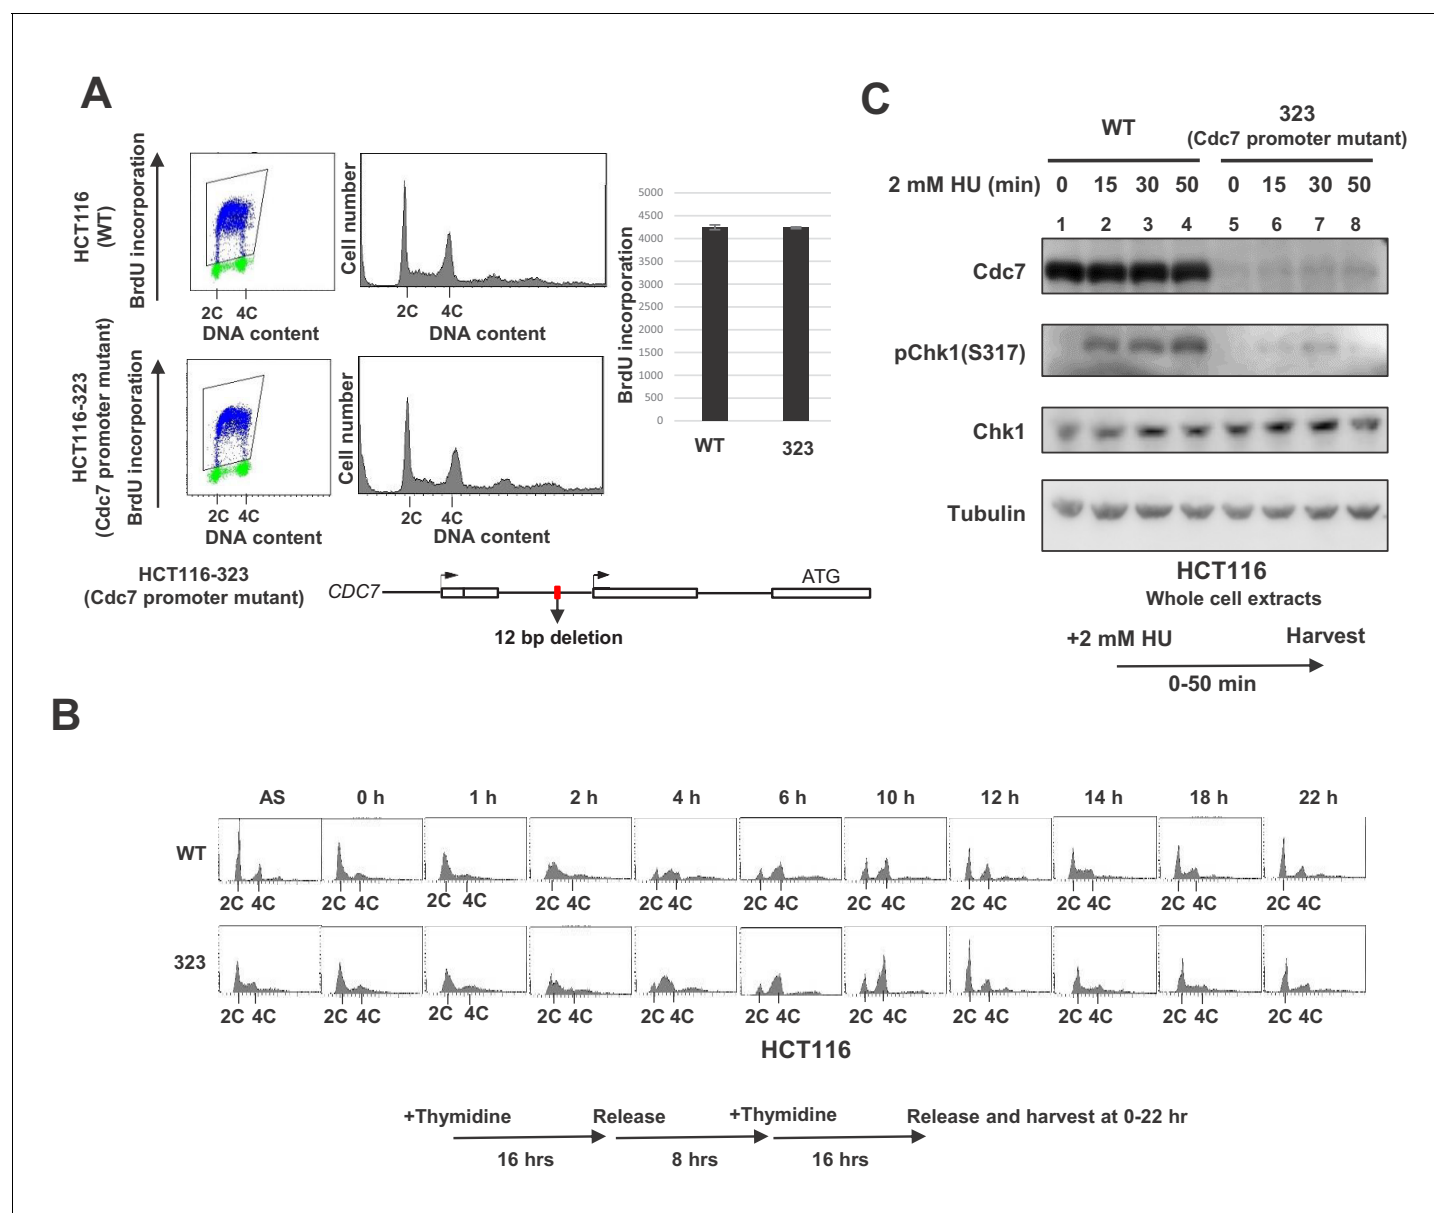 A
HCT116
(WT)
BrdU incorporation
2C 4C
DNA content
Cell number
2C 4C
DNA content
BrdU incorporation
5000
4500
4000
3500
3000
2500
2000
1500
1000
500
0
WT 323
HCT116-323
(Cdc7 promoter mutant)
BrdU incorporation
2C 4C
DNA content
Cell number
2C 4C
DNA content
HCT116-323
(Cdc7 promoter mutant)
CDC7
ATG
12 bp deletion
C
WT
323
(Cdc7 promoter mutant)
2 mM HU (min) 0 15 30 50 0 15 30 50
1 2 3 4 5 6 7 8
Cdc7
pChk1(S317)
Chk1
Tubulin
HCT116
Whole cell extracts
+2 mM HU Harvest
0-50 min
B
AS 0 h 1 h 2 h 4 h 6 h 10 h 12 h 14 h 18 h 22 h
WT
2C 4C 2C 4C 2C 4C 2C 4C 2C 4C 2C 4C 2C 4C 2C 4C 2C 4C 2C 4C 2C 4C
323
2C 4C 2C 4C 2C 4C 2C 4C 2C 4C 2C 4C 2C 4C 2C 4C 2C 4C 2C 4C 2C 4C
HCT116
+Thymidine Release +Thymidine Release and harvest at 0-22 hr
16 hrs 8 hrs 16 hrs